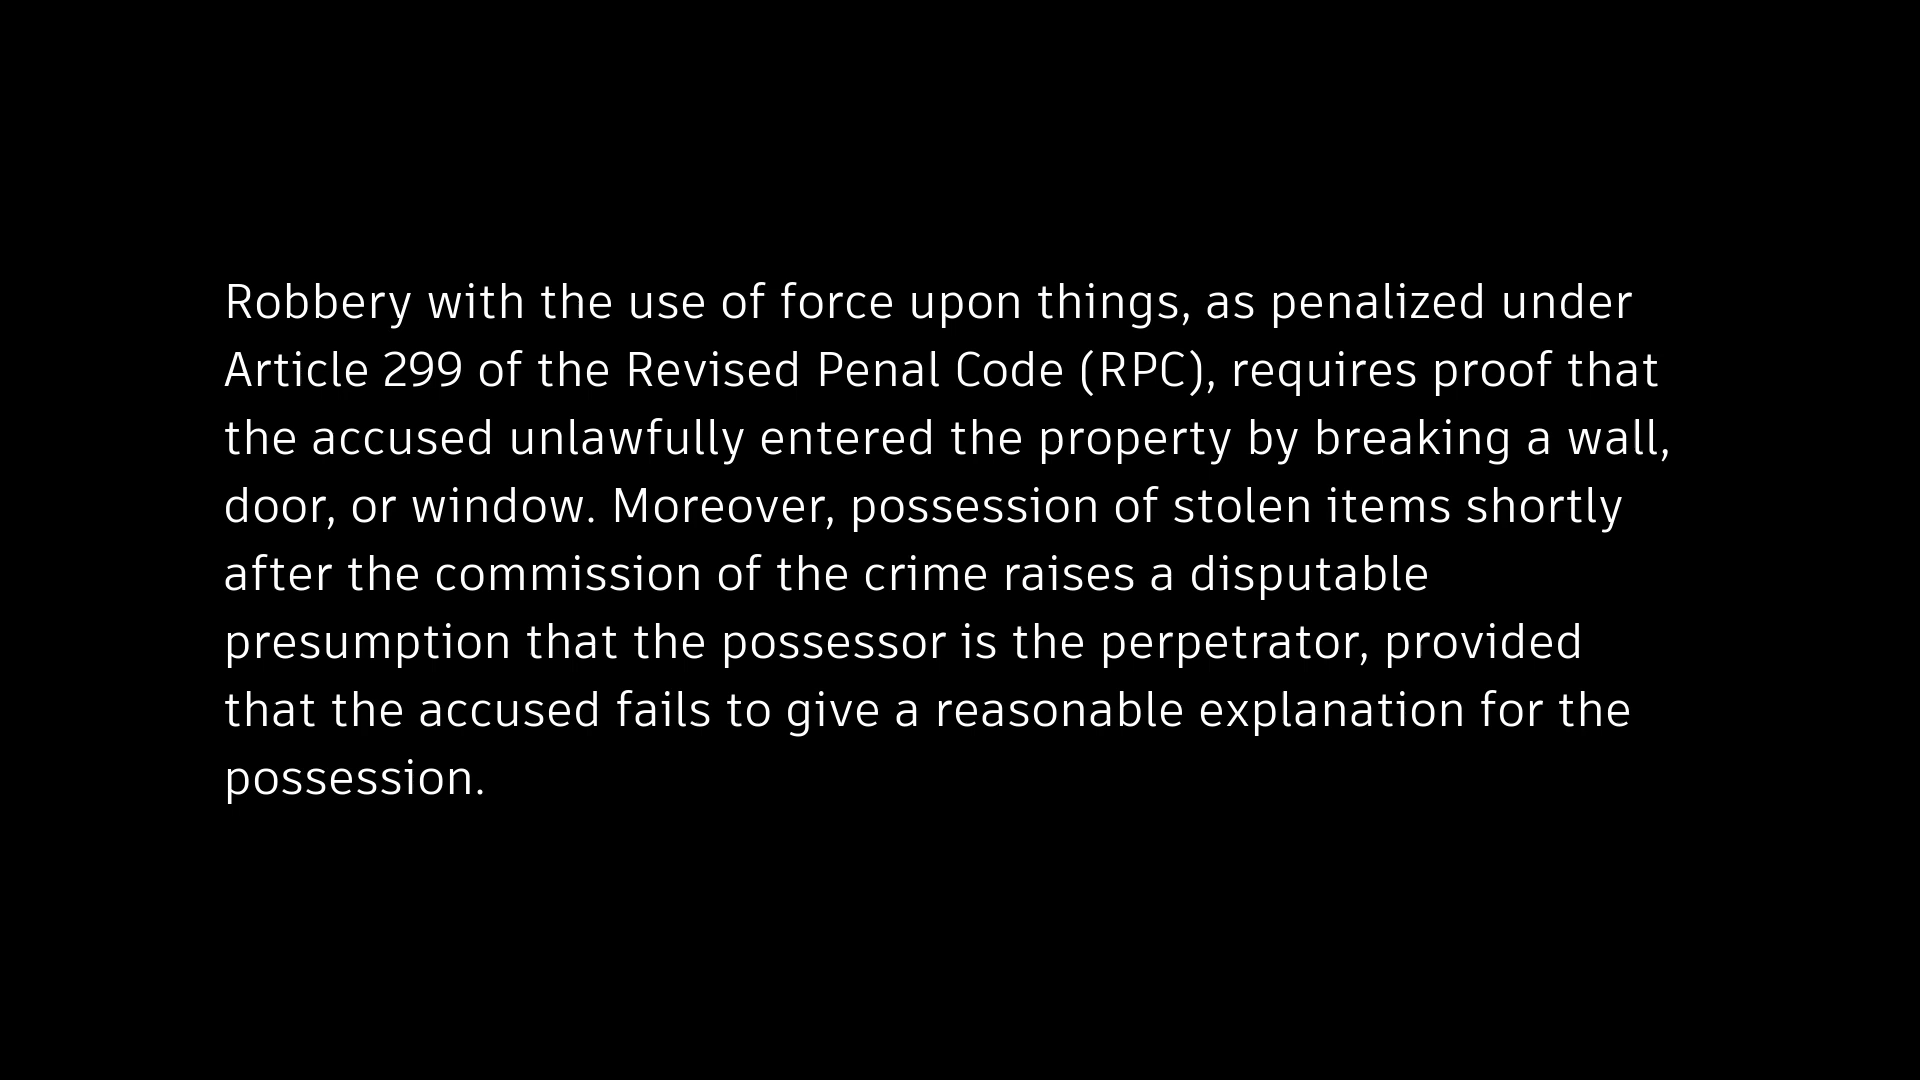 Robbery with the use of force upon things, as penalized under
Article 299 of the Revised Penal Code (RPC), requires proof that
the accused unlawfully entered the property by breaking a wall,
door, or window. Moreover, possession of stolen items shortly
after the commission of the crime raises a disputable
presumption that the possessor is the perpetrator, provided
that the accused fails to give a reasonable explanation for the
possession.